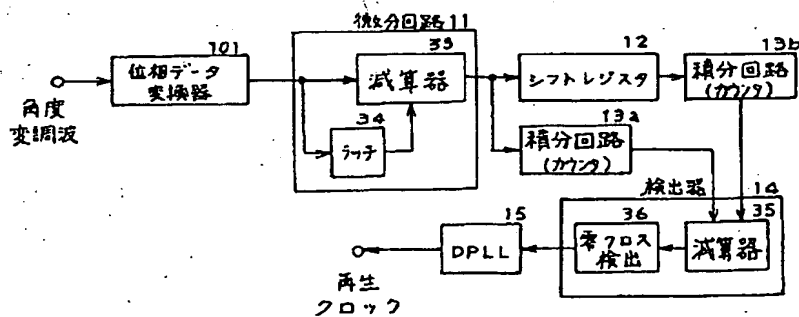 微分回路 11
101
位相データ
変換器
33
減算器
34
ラッチ
12
シフトレジスタ
13b
積分回路
(カウンタ)
13a
積分回路
(カウンタ)
角度
変調波
検出器 14
35
減算器
36
零クロス
検出
15
DPLL
再生
クロック